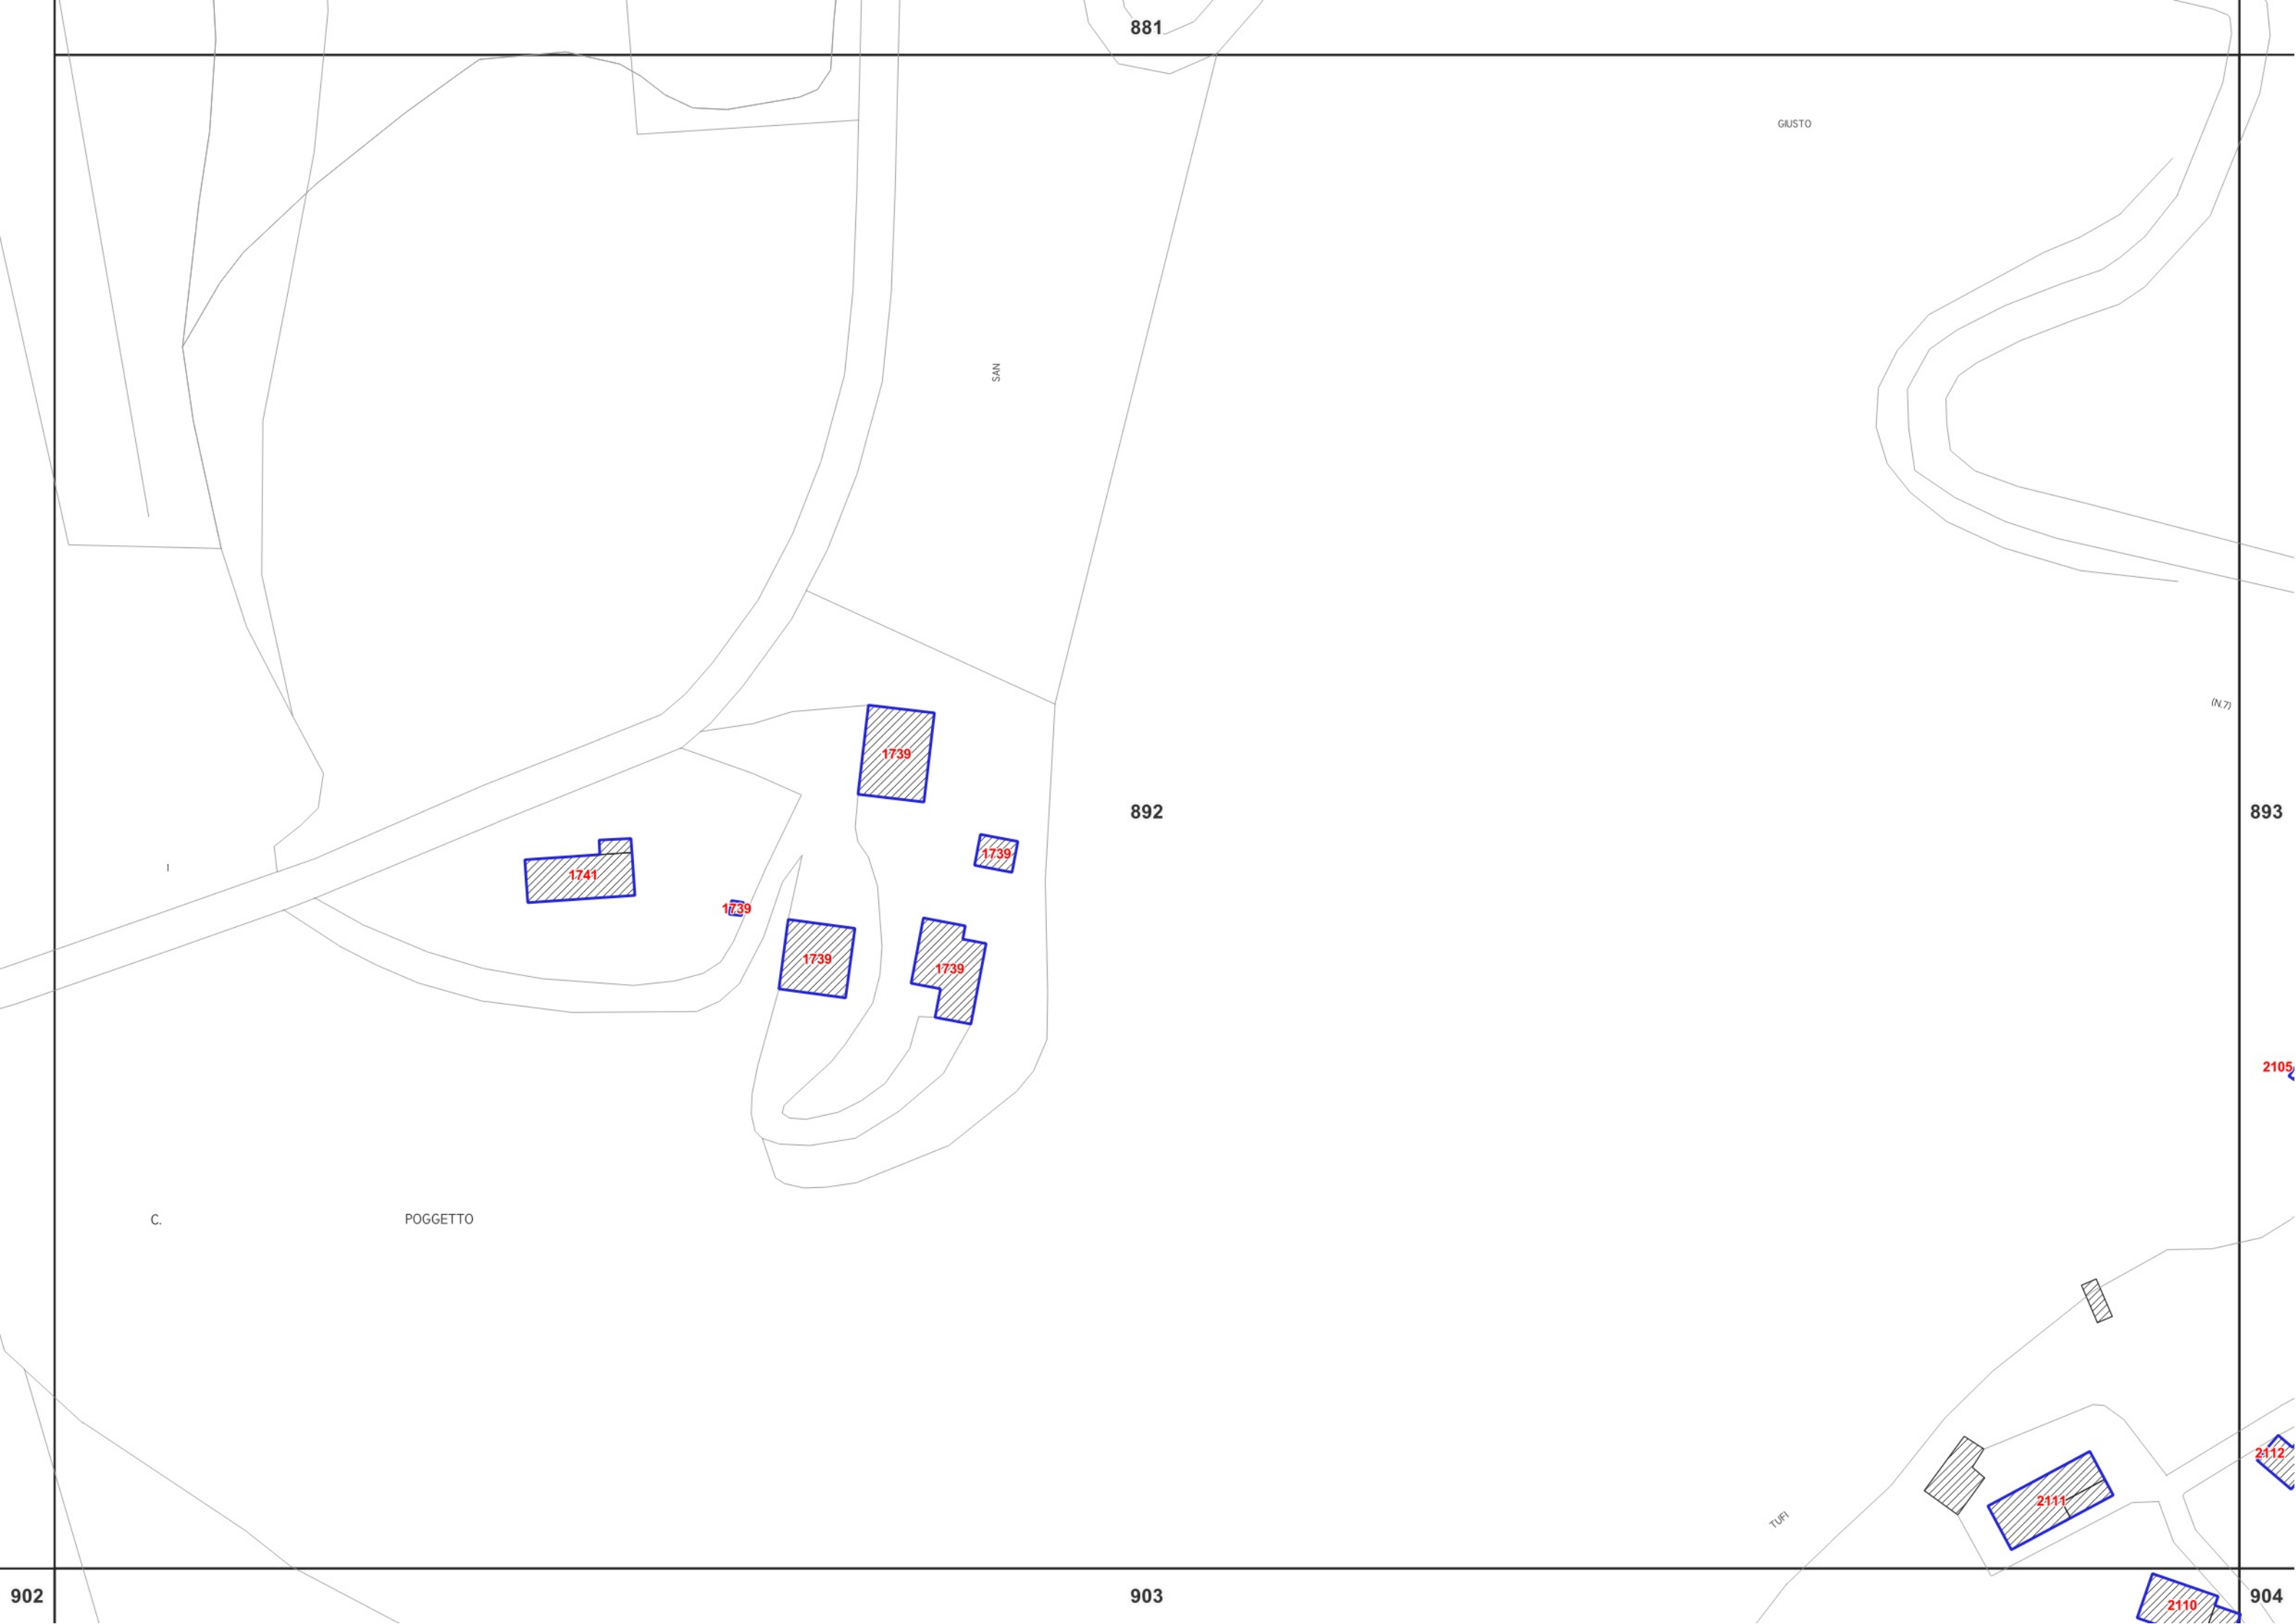 881
GIUSTO
SAN
(N.7)
1739
892
893
1739
1741
1739
1739
1739
2105
C.
POGGETTO
I
2112
2111
TUFI
902
903
904
2110